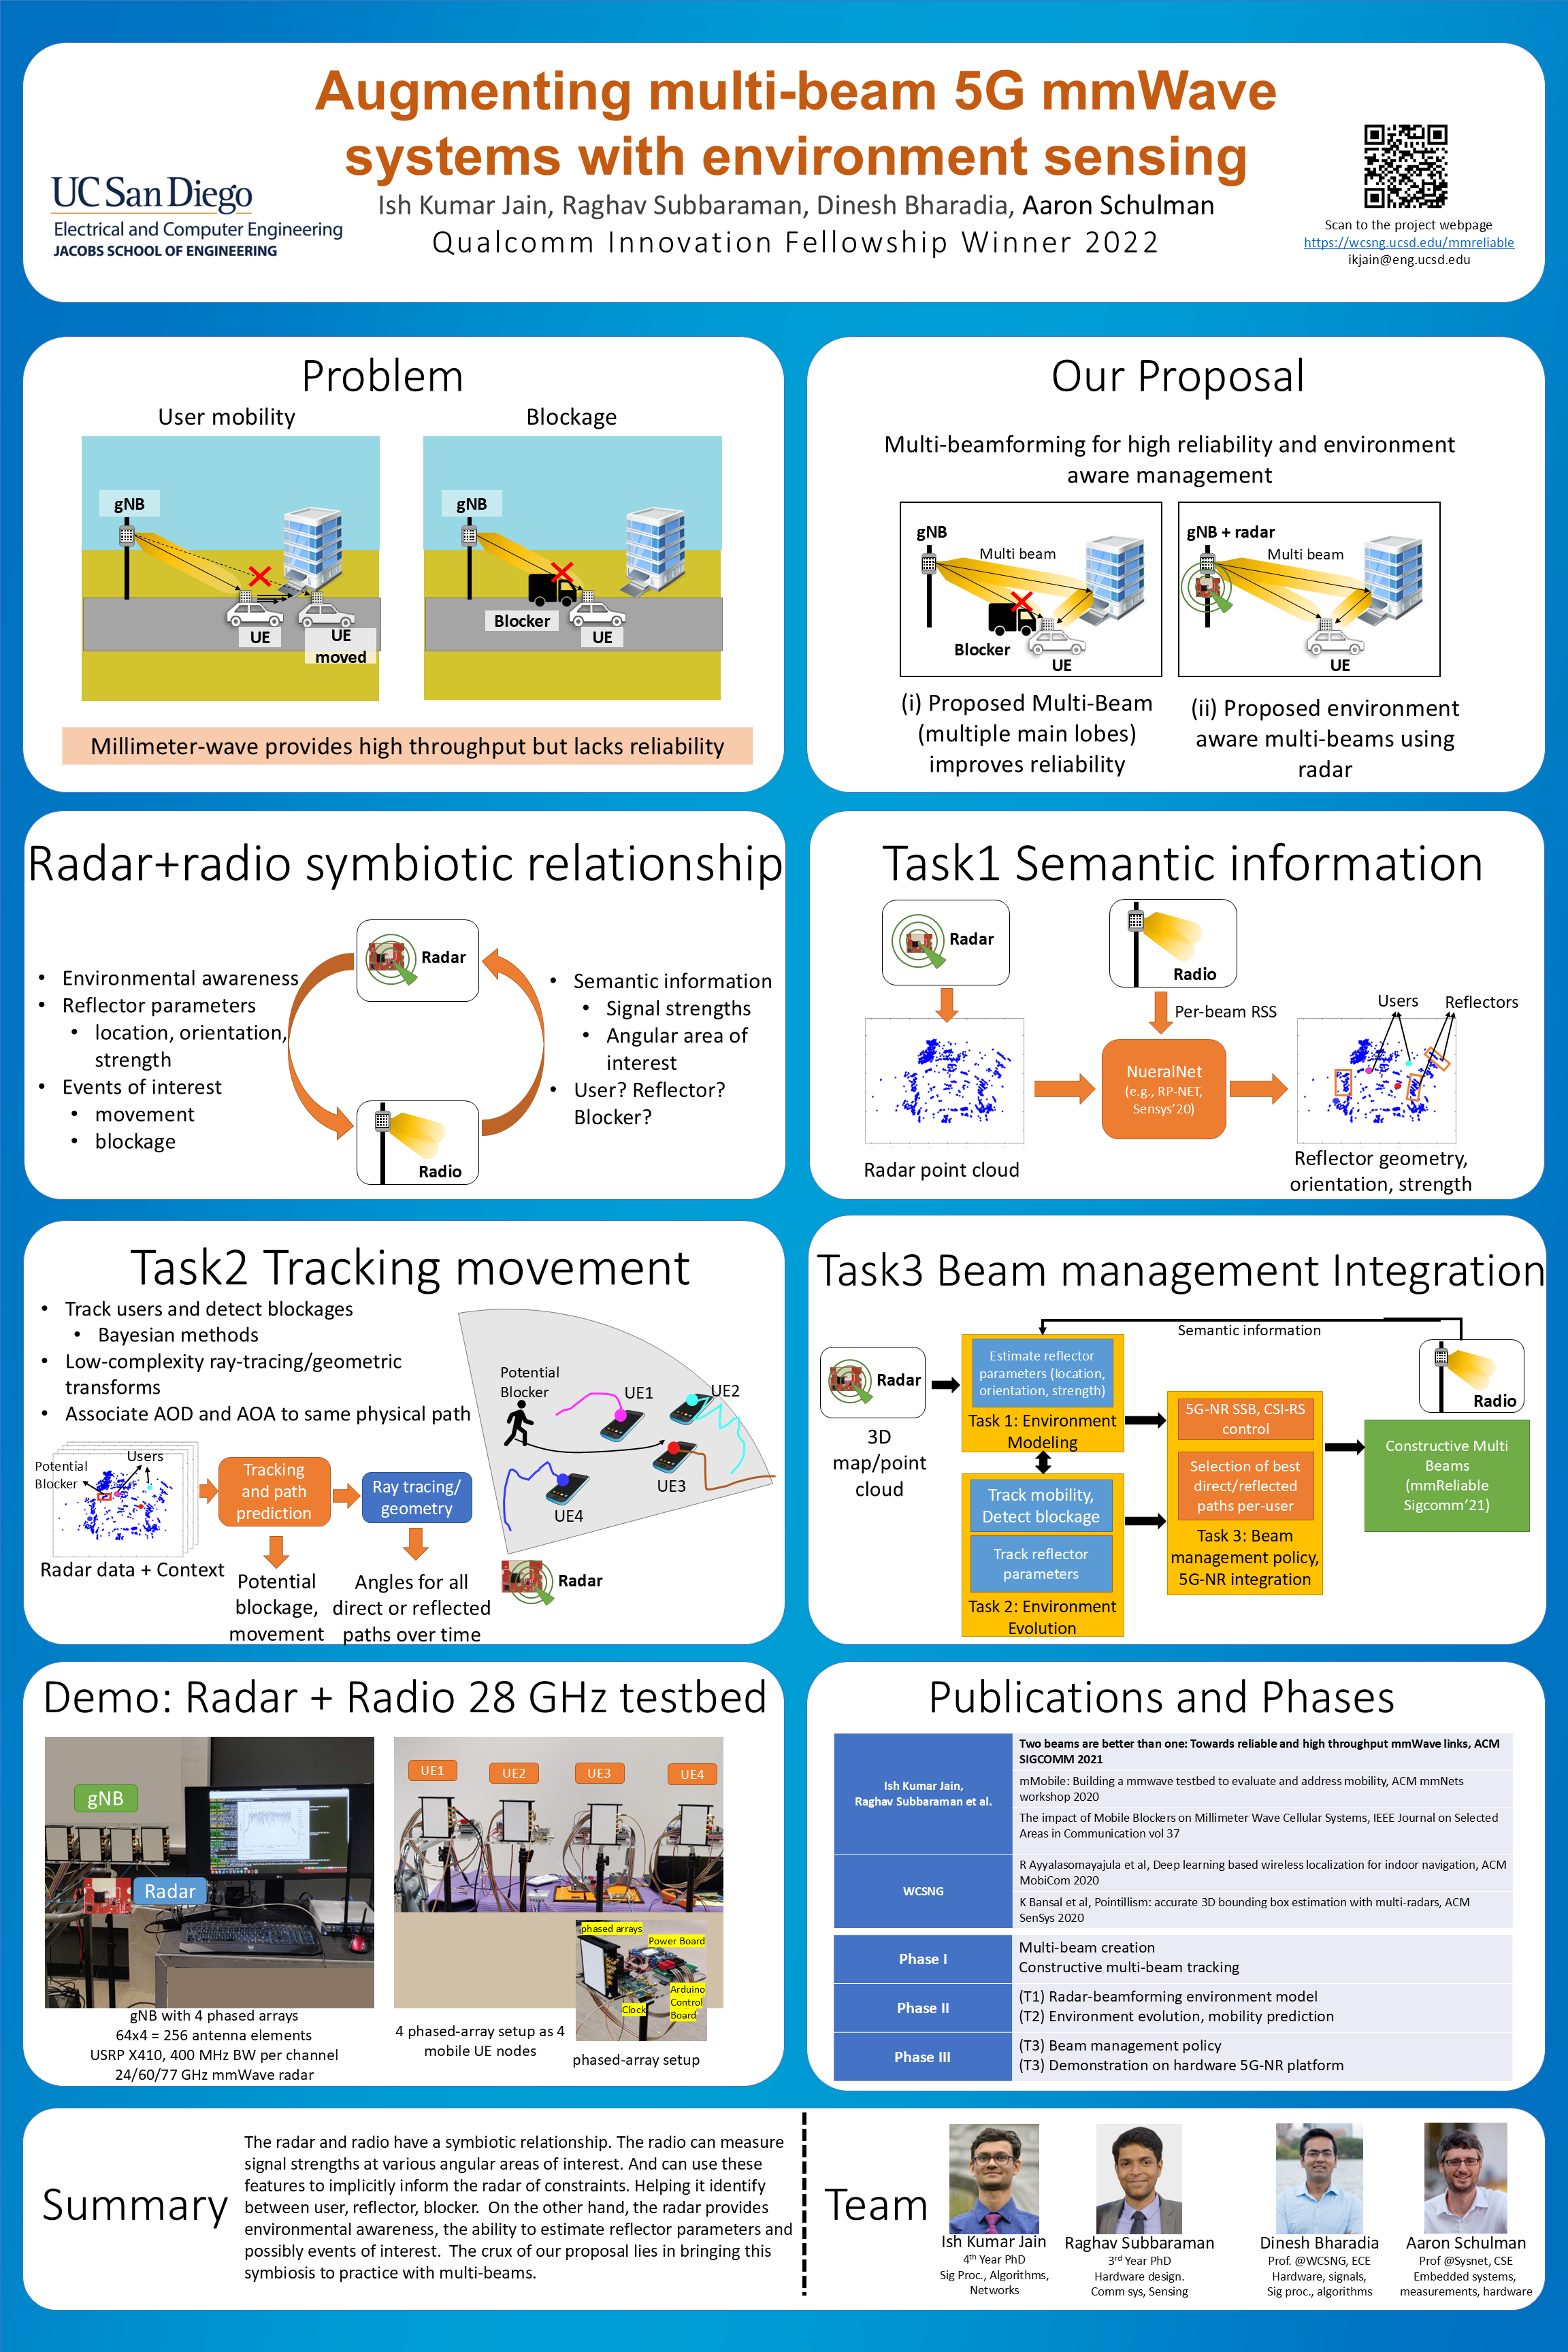 Augmenting multi-beam 5G mmWave
systems with environment sensing
Ish Kumar Jain, Raghav Subbaraman, Dinesh Bharadia, Aaron Schulman
Qualcomm Innovation Fellowship Winner 2022
UC San Diego
Electrical and Computer Engineering
JACOBS SCHOOL OF ENGINEERING
Scan to the project webpage
https://wcsng.ucsd.edu/mmreliable
ikjain@eng.ucsd.edu
Problem
User mobility
Blockage
gNB
UE
UE
moved
gNB
Blocker
UE
Millimeter-wave provides high throughput but lacks reliability
Our Proposal
Multi-beamforming for high reliability and environment
aware management
gNB
Multi beam
Blocker
UE
gNB + radar
Multi beam
UE
(i) Proposed Multi-Beam
(multiple main lobes)
improves reliability
(ii) Proposed environment
aware multi-beams using
radar
Radar+radio symbiotic relationship
• Environmental awareness
• Reflector parameters
• location, orientation,
strength
• Events of interest
• movement
• blockage
Radar
Radio
• Semantic information
• Signal strengths
• Angular area of
interest
• User? Reflector?
Blocker?
Task1 Semantic information
Radar
Radio
Per-beam RSS
Users
Reflectors
NueralNet
(e.g., RP-NET,
Sensys'20)
Radar point cloud
Reflector geometry,
orientation, strength
Task2 Tracking movement
• Track users and detect blockages
• Bayesian methods
• Low-complexity ray-tracing/geometric
transforms
• Associate AOD and AOA to same physical path
Potential
Blocker
Users
Radar data + Context
Tracking
and path
prediction
Ray tracing/
geometry
Potential
blockage,
movement
Angles for all
direct or reflected
paths over time
Potential
Blocker
UE1
UE2
UE3
UE4
Radar
Task3 Beam management Integration
Semantic information
Radar
3D
map/point
cloud
Estimate reflector
parameters (location,
orientation, strength)
Task 1: Environment
Modeling
Track mobility,
Detect blockage
Track reflector
parameters
Task 2: Environment
Evolution
5G-NR SSB, CSI-RS
control
Selection of best
direct/reflected
paths per-user
Task 3: Beam
management policy,
5G-NR integration
Radio
Constructive Multi
Beams
(mmReliable
Sigcomm'21)
Demo: Radar + Radio 28 GHz testbed
gNB
Radar
UE1
UE2
UE3
UE4
phased arrays
Power Board
Arduino
Control
Board
Clock
gNB with 4 phased arrays
64x4 = 256 antenna elements
USRP X410, 400 MHz BW per channel
24/60/77 GHz mmWave radar
4 phased-array setup as 4
mobile UE nodes
phased-array setup
Publications and Phases
Ish Kumar Jain,
Raghav Subbaraman et al.
Two beams are better than one: Towards reliable and high throughput mmWave links, ACM
SIGCOMM 2021
mMobile: Building a mmwave testbed to evaluate and address mobility, ACM mmNets
workshop 2020
The impact of Mobile Blockers on Millimeter Wave Cellular Systems, IEEE Journal on Selected
Areas in Communication vol 37
WCSNG
R Ayyalasomayajula et al, Deep learning based wireless localization for indoor navigation, ACM
MobiCom 2020
K Bansal et al, Pointillism: accurate 3D bounding box estimation with multi-radars, ACM
SenSys 2020
Phase I
Multi-beam creation
Constructive multi-beam tracking
Phase II
(T1) Radar-beamforming environment model
(T2) Environment evolution, mobility prediction
Phase III
(T3) Beam management policy
(T3) Demonstration on hardware 5G-NR platform
Summary
The radar and radio have a symbiotic relationship. The radio can measure
signal strengths at various angular areas of interest. And can use these
features to implicitly inform the radar of constraints. Helping it identify
between user, reflector, blocker. On the other hand, the radar provides
environmental awareness, the ability to estimate reflector parameters and
possibly events of interest. The crux of our proposal lies in bringing this
symbiosis to practice with multi-beams.
Team
Ish Kumar Jain
4th Year PhD
Sig Proc., Algorithms,
Networks
Raghav Subbaraman
3rd Year PhD
Hardware design.
Comm sys, Sensing
Dinesh Bharadia
Prof. @WCSNG, ECE
Hardware, signals,
Sig proc., algorithms
Aaron Schulman
Prof @Sysnet, CSE
Embedded systems,
measurements, hardware